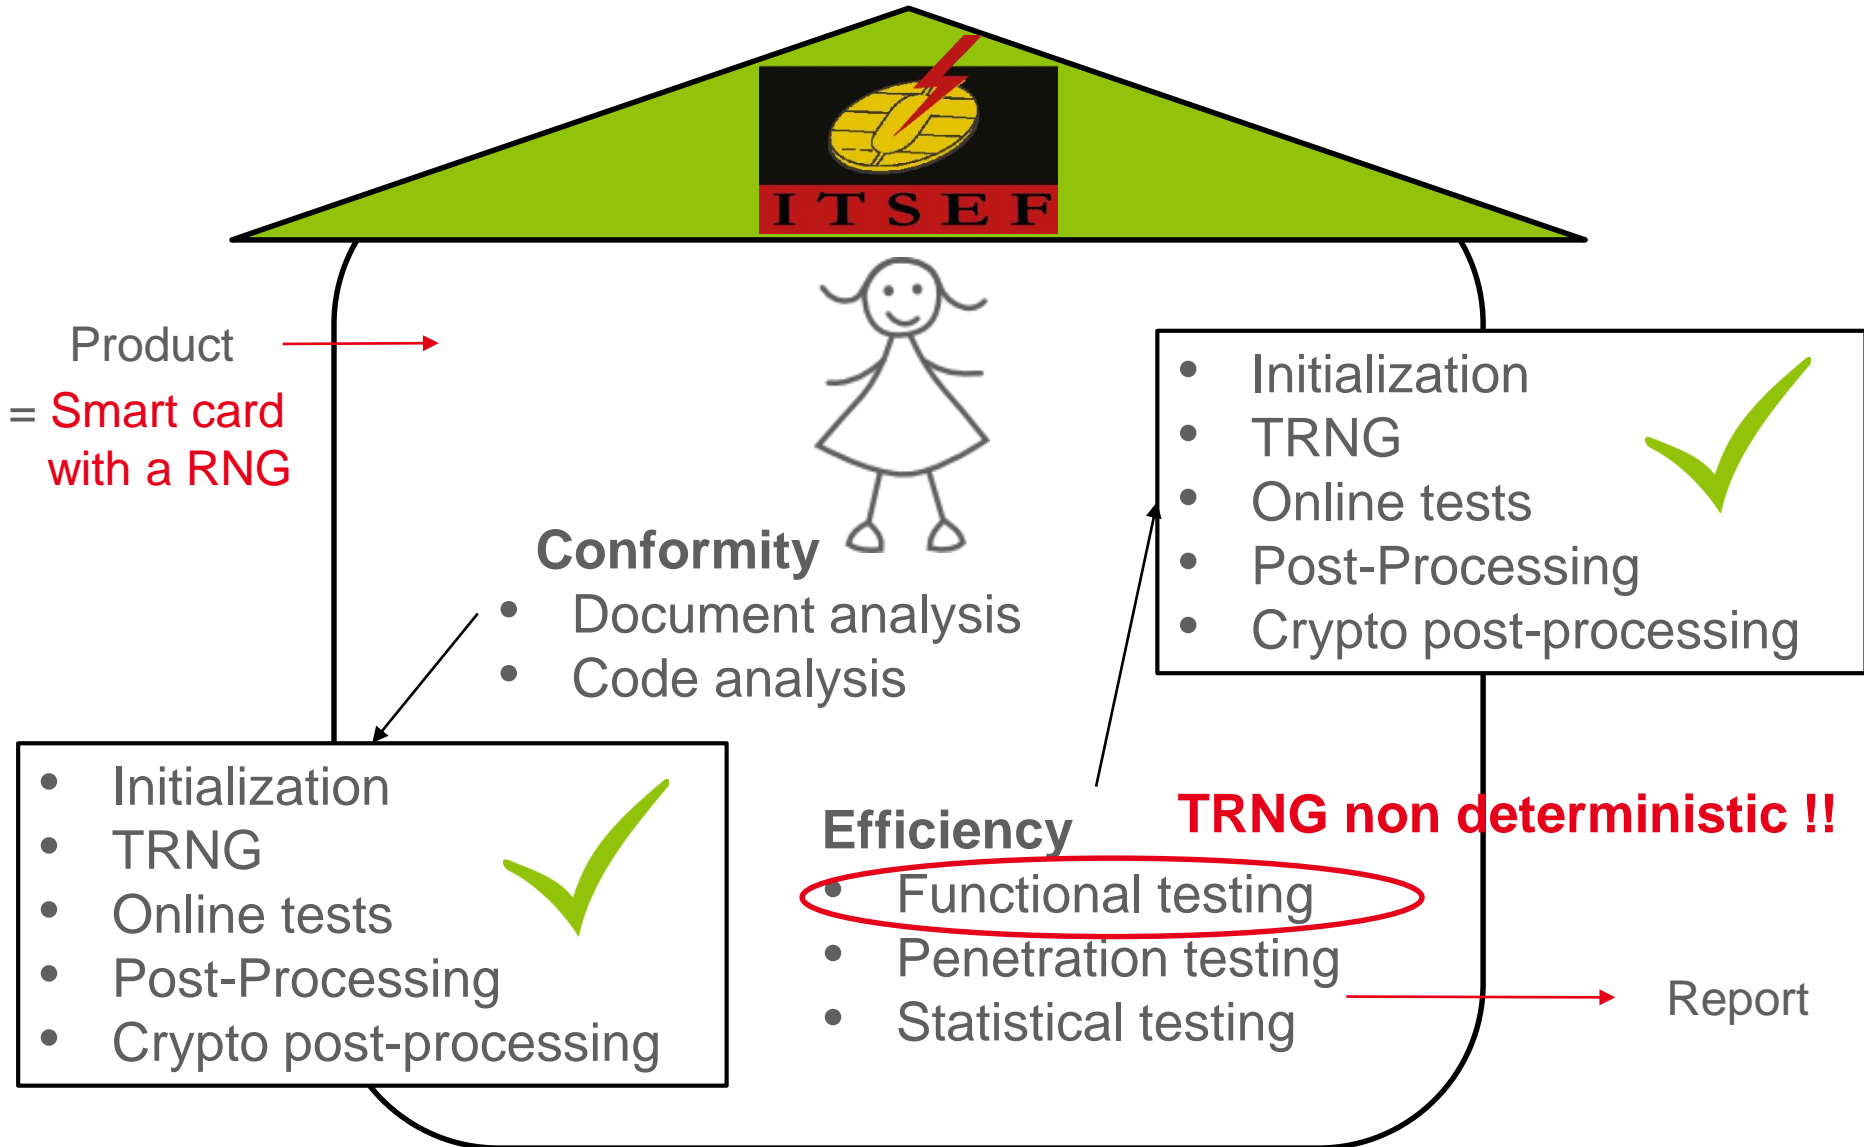 ITSEF
Product
= Smart card
with a RNG
Conformity
• Document analysis
• Code analysis
• Initialization
• TRNG
• Online tests
• Post-Processing
• Crypto post-processing
• Initialization
• TRNG
• Online tests
• Post-Processing
• Crypto post-processing
TRNG non deterministic !!
Efficiency
• Functional testing
• Penetration testing
• Statistical testing
Report